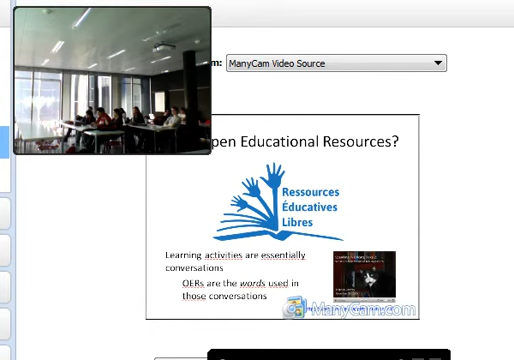 m:
ManyCam Video Source
pen Educational Resources?
Ressources
Éducatives
Libres
Learning activities are essentially
conversations
OERs are the words used in
those conversations
ManyCam.com